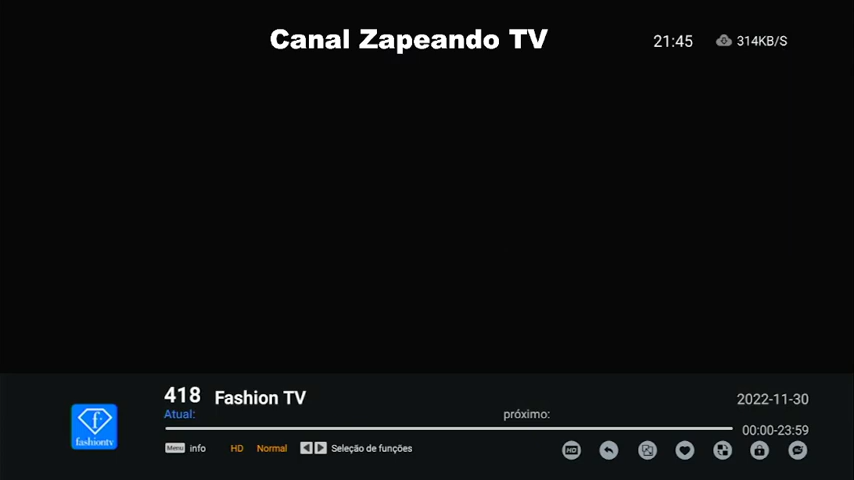 Canal Zapeando TV
21:45
314KB/S
418 Fashion TV
2022-11-30
Atual:
próximo:
00:00-23:59
f
fashiontv
Menu info HD Normal Seleção de funções
HD